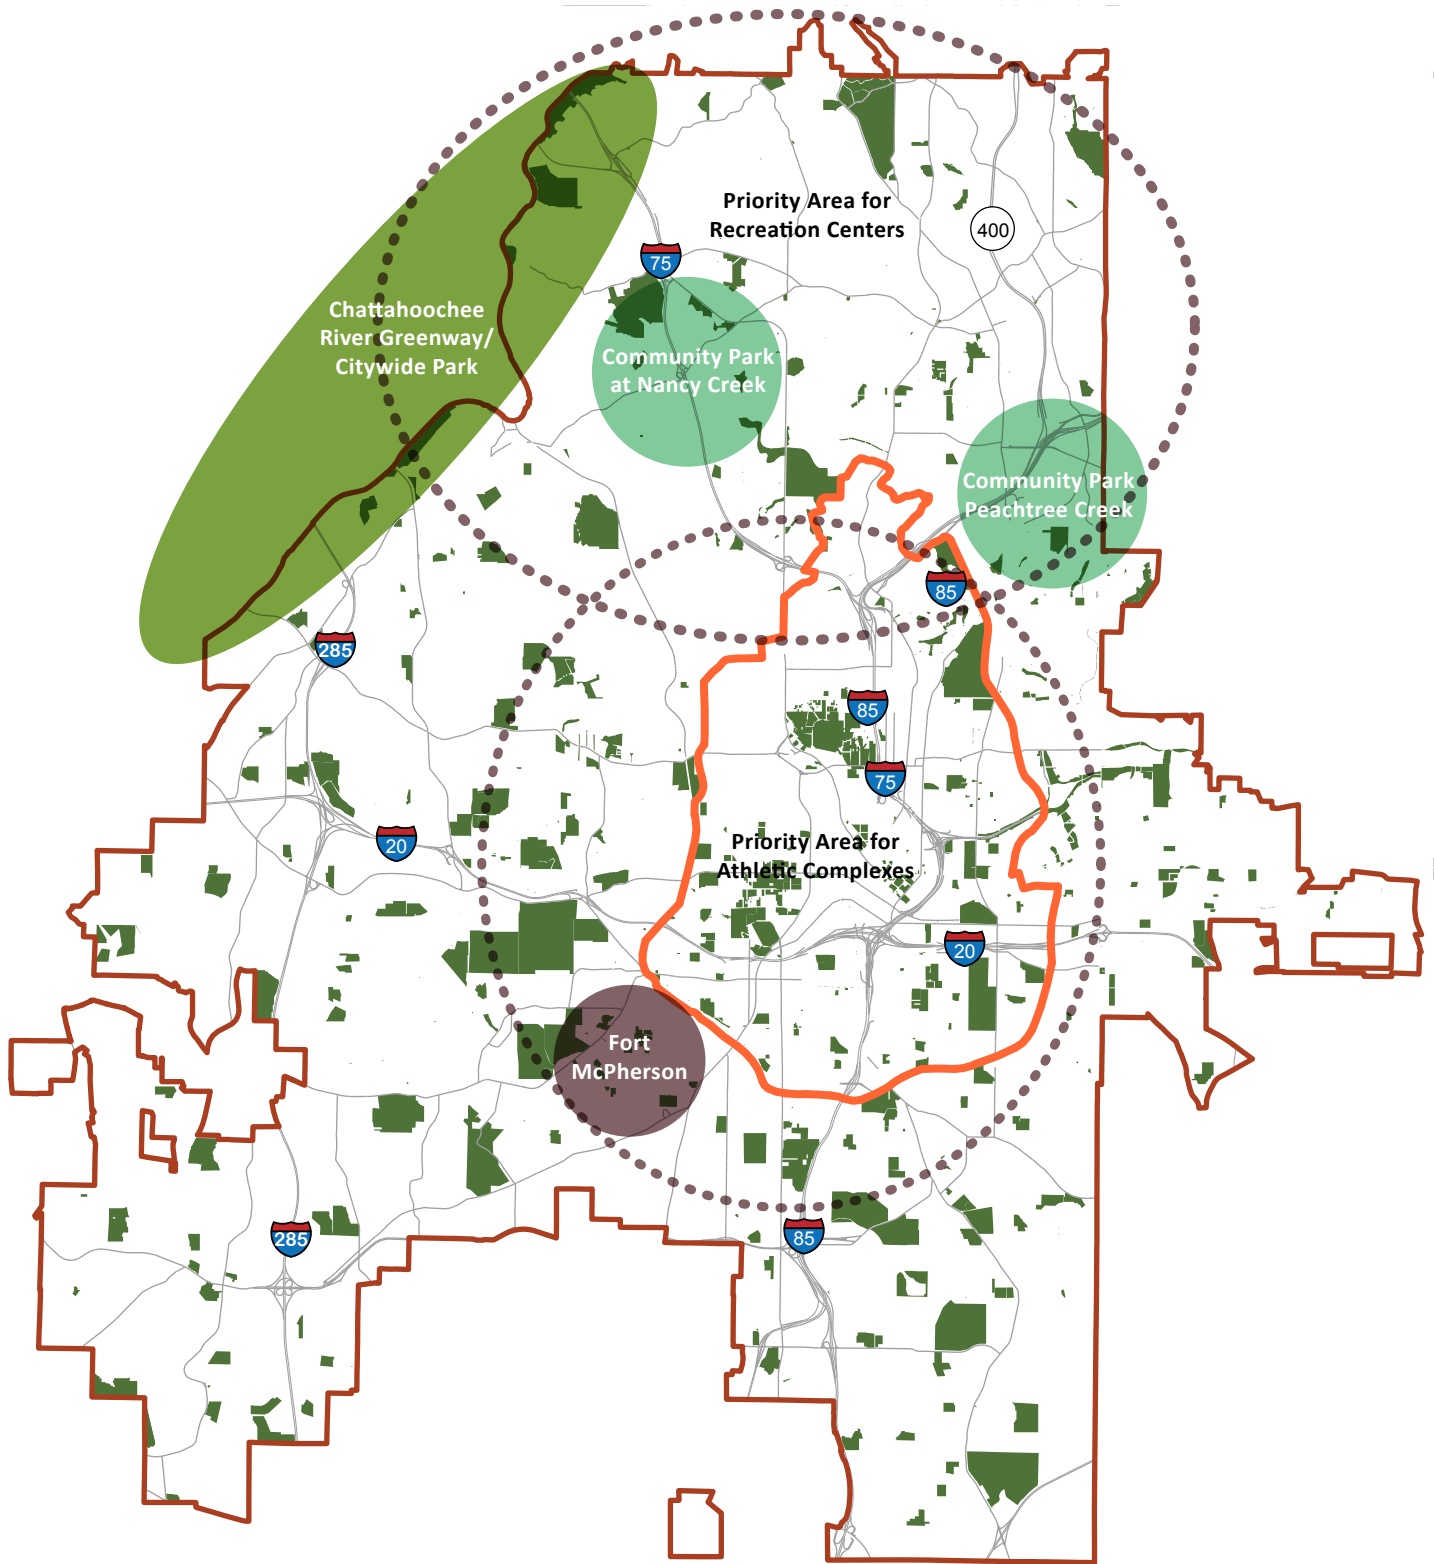 Priority Area for
Recreation Centers
400
75
Chattahoochee
River Greenway/
Citywide Park
Community Park
at Nancy Creek
Community Park
Peachtree Creek
85
285
85
75
20
Priority Area for
Athletic Complexes
20
Fort
McPherson
285
85